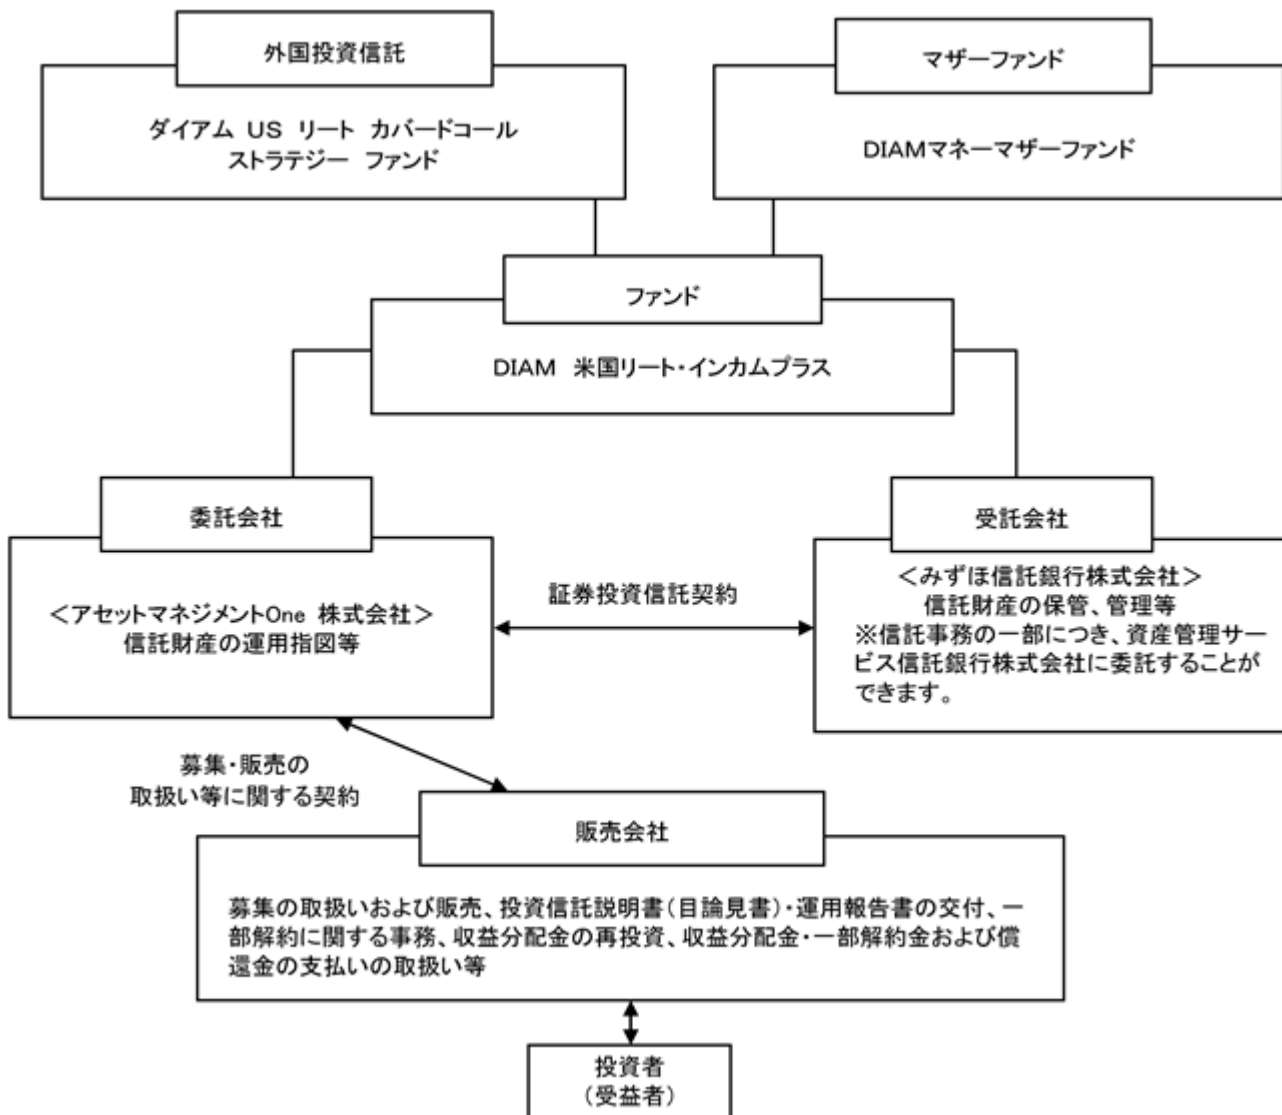 外国投資信託
マザーファンド
ダイアム US リート カバードコール
ストラテジー ファンド
DIAMマネーマザーファンド
ファンド
DIAM 米国リート・インカムプラス
委託会社
受託会社
＜アセットマネジメントOne 株式会社＞
信託財産の運用指図等
証券投資信託契約
＜みずほ信託銀行株式会社＞
信託財産の保管、管理等
※信託事務の一部につき、資産管理サー
ビス信託銀行株式会社に委託することが
できます。
募集・販売の
取扱い等に関する契約
販売会社
募集の取扱いおよび販売、投資信託説明書（目論見書）・運用報告書の交付、一
部解約に関する事務、収益分配金の再投資、収益分配金・一部解約金および償
還金の支払いの取扱い等
投資者
（受益者）